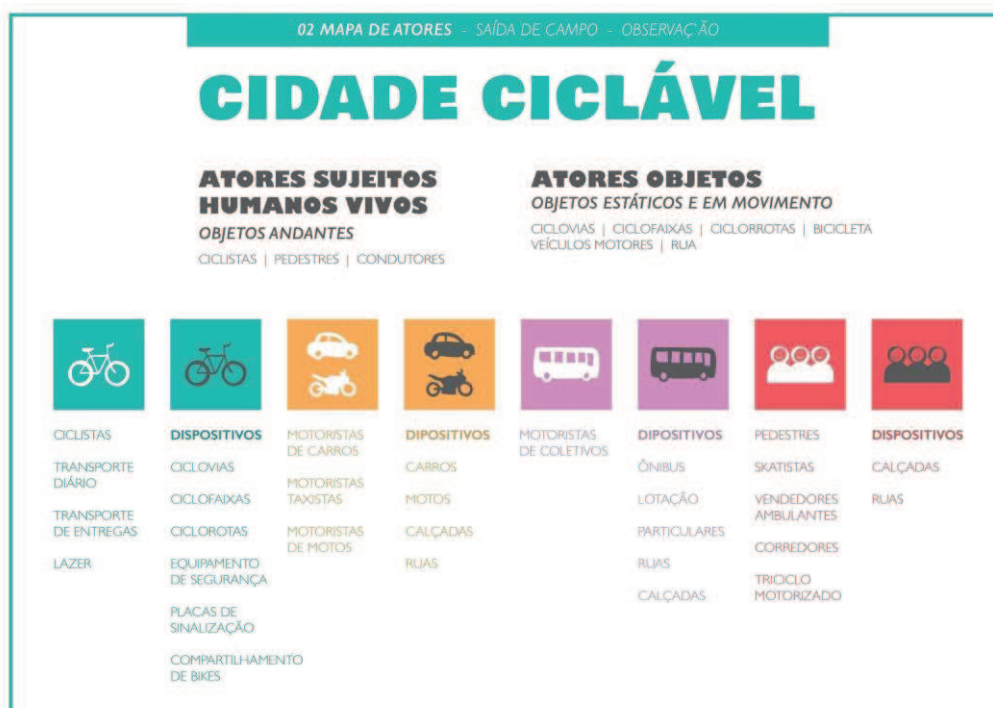 02 MAPA DE ATORES - SAÍDA DE CAMPO - OBSERVAÇÃO
CIDADE CICLÁVEL
ATORES SUJEITOS
HUMANOS VIVOS
OBJETOS ANDANTES
CICLISTAS | PEDESTRES | CONDUTORES
ATORES OBJETOS
OBJETOS ESTÁTICOS E EM MOVIMENTO
CICLOVIAS | CICLOFAIXAS | CICLORROTAS | BICICLETA
VEÍCULOS MOTORES | RUA
CICLISTAS
TRANSPORTE
DIÁRIO
TRANSPORTE
DE ENTREGAS
LAZER
DISPOSITIVOS
CICLOVIAS
CICLOFAIXAS
CICLOROTAS
EQUIPAMENTO
DE SEGURANÇA
PLACAS DE
SINALIZAÇÃO
COMPARTILHAMENTO
DE BIKES
MOTORISTAS
DE CARROS
MOTORISTAS
TAXISTAS
MOTORISTAS
DE MOTOS
DIPOSITIVOS
CARROS
MOTOS
CALÇADAS
RUAS
MOTORISTAS
DE COLETIVOS
DIPOSITIVOS
ÔNIBUS
LOTAÇÃO
PARTICULARES
RUAS
CALÇADAS
PEDESTRES
SKATISTAS
VENDEDORES
AMBULANTES
CORREDORES
TRICICLO
MOTORIZADO
DISPOSITIVOS
CALÇADAS
RUAS